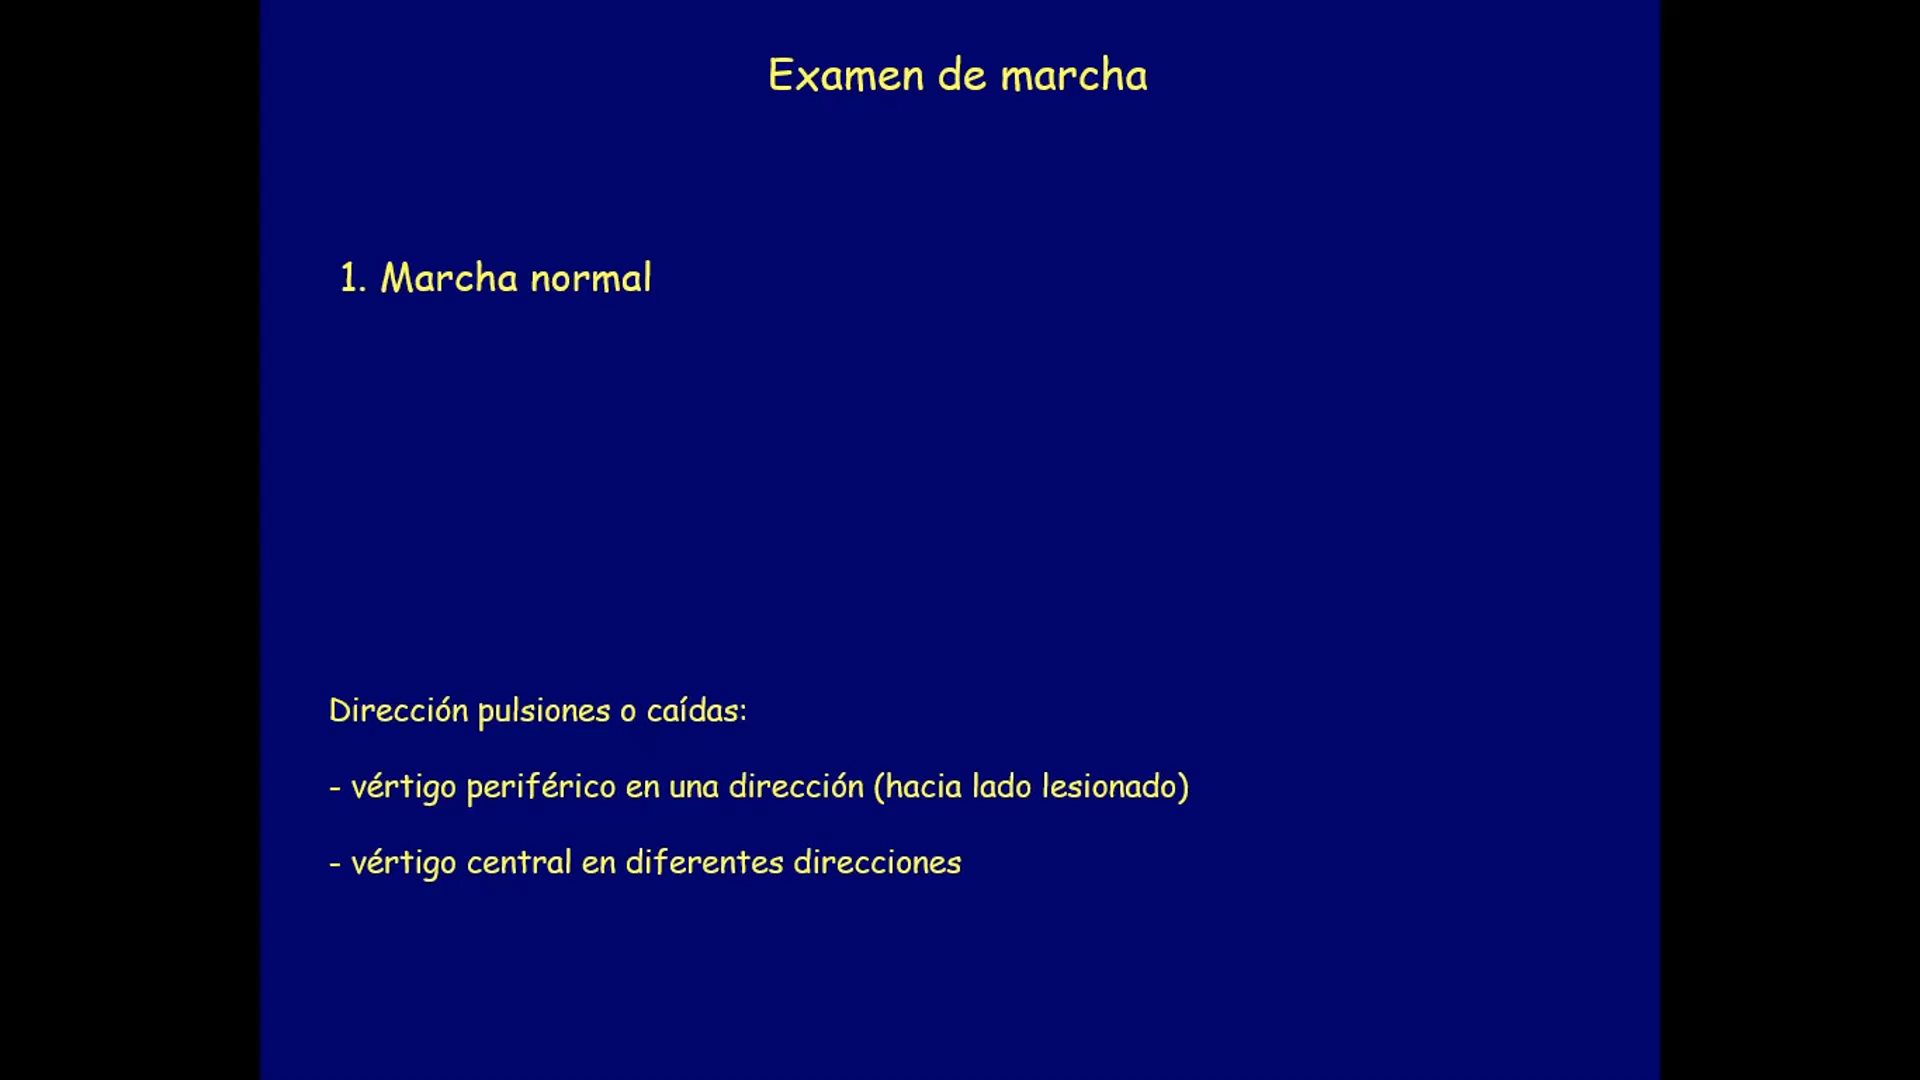 Examen de marcha
1. Marcha normal
Dirección pulsiones o caídas:
- vértigo periférico en una dirección (hacia lado lesionado)
- vértigo central en diferentes direcciones